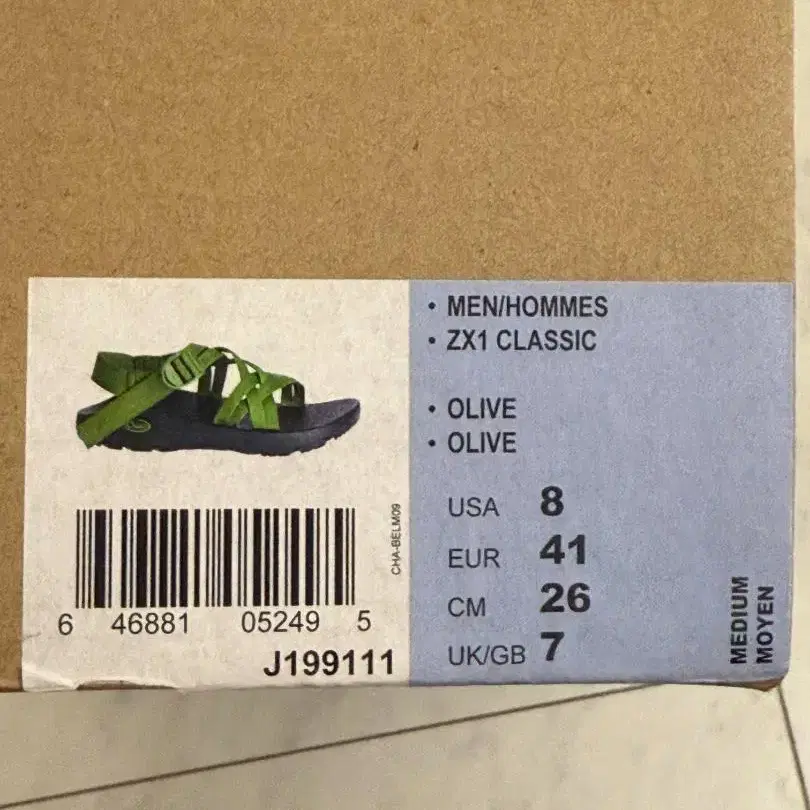 • MEN/HOMMES
• ZX1 CLASSIC
• OLIVE
• OLIVE
USA 8
EUR 41
CM 26
UK/GB 7
MEDIUM
MOYEN
CHA-BELM09
6 46881 05249 5
J199111